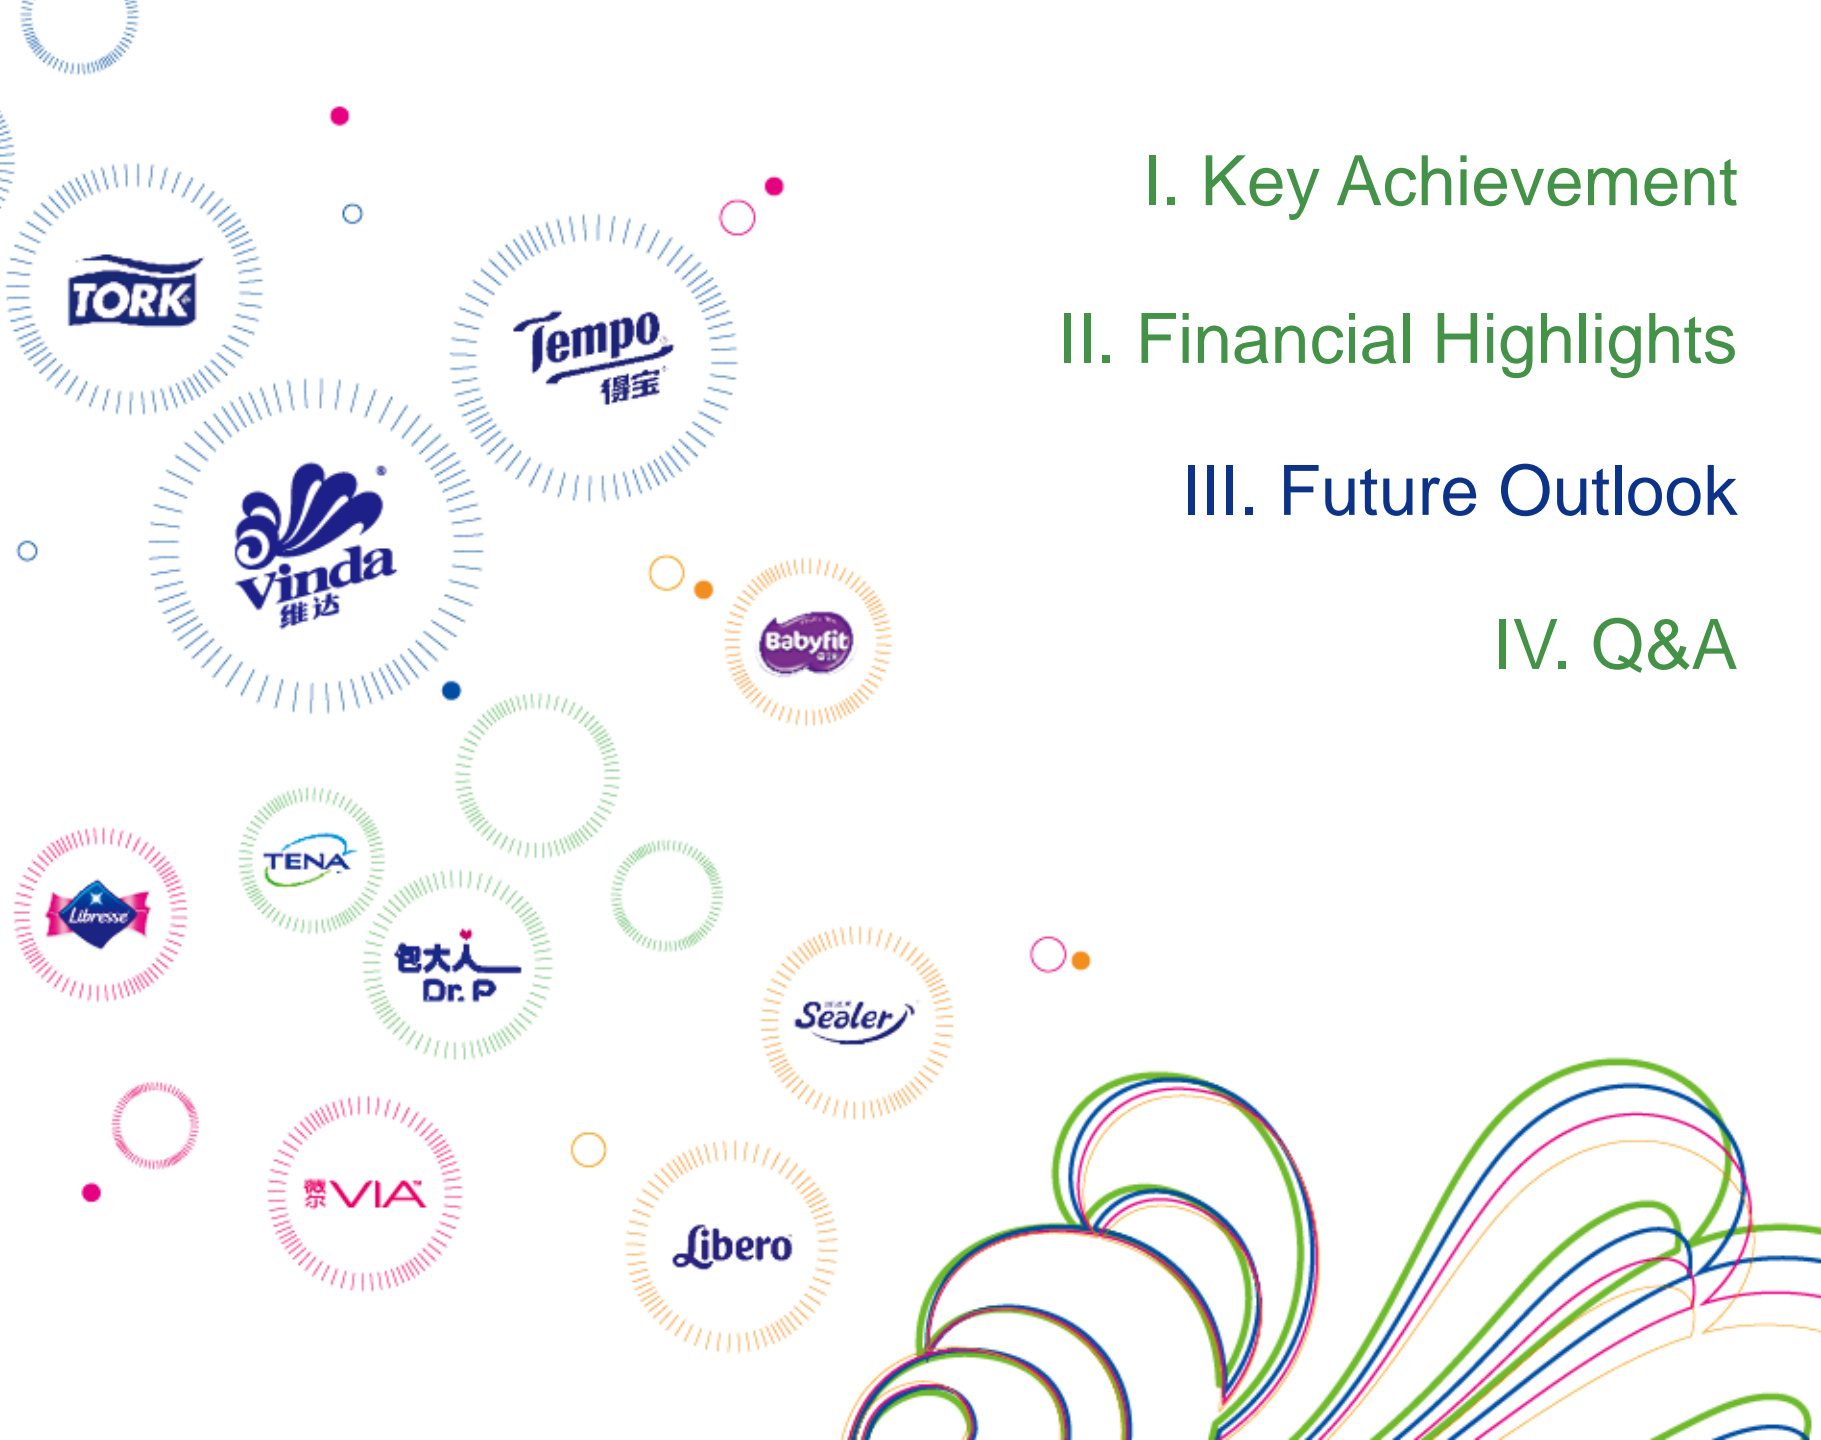 I. Key Achievement
II. Financial Highlights
III. Future Outlook
IV. Q&A
TORK
Tempo
得宝
Vinda
维达
Babyfit
TENA
Libresse
包大人
Dr. P
Sealer
薇尔 VIA™
Libero